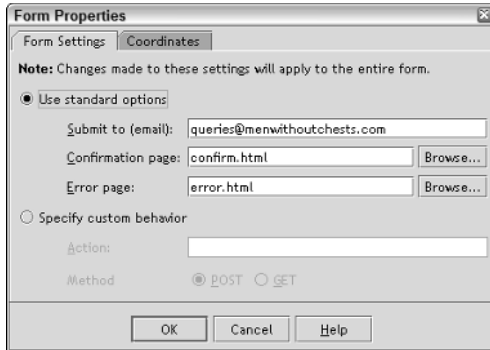 Form Properties
Form Settings Coordinates
Note: Changes made to these settings will apply to the entire form.
Use standard options
Submit to (email): queries@menwithoutchests.com
Confirmation page: confirm.html Browse...
Error page: error.html Browse...
Specify custom behavior
Action:
Method POST GET
OK Cancel Help